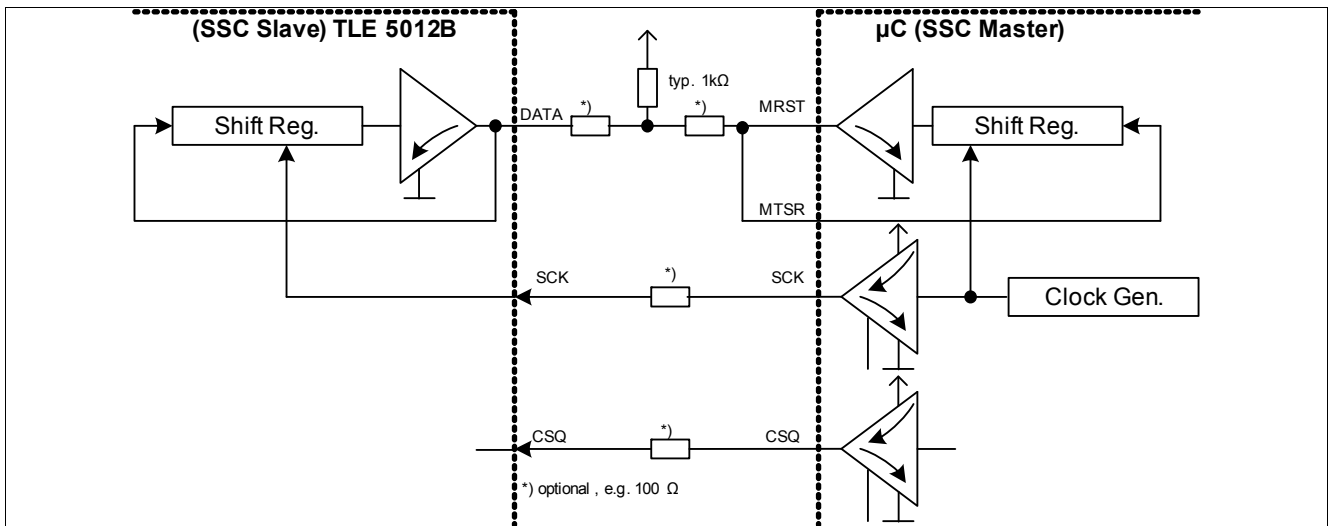 (SSC Slave) TLE 5012B
µC (SSC Master)
typ. 1kΩ
Shift Reg.
DATA
*)
*)
MRST
Shift Reg.
MTSR
SCK
*)
SCK
Clock Gen.
CSQ
*)
CSQ
*) optional , e.g. 100 Ω